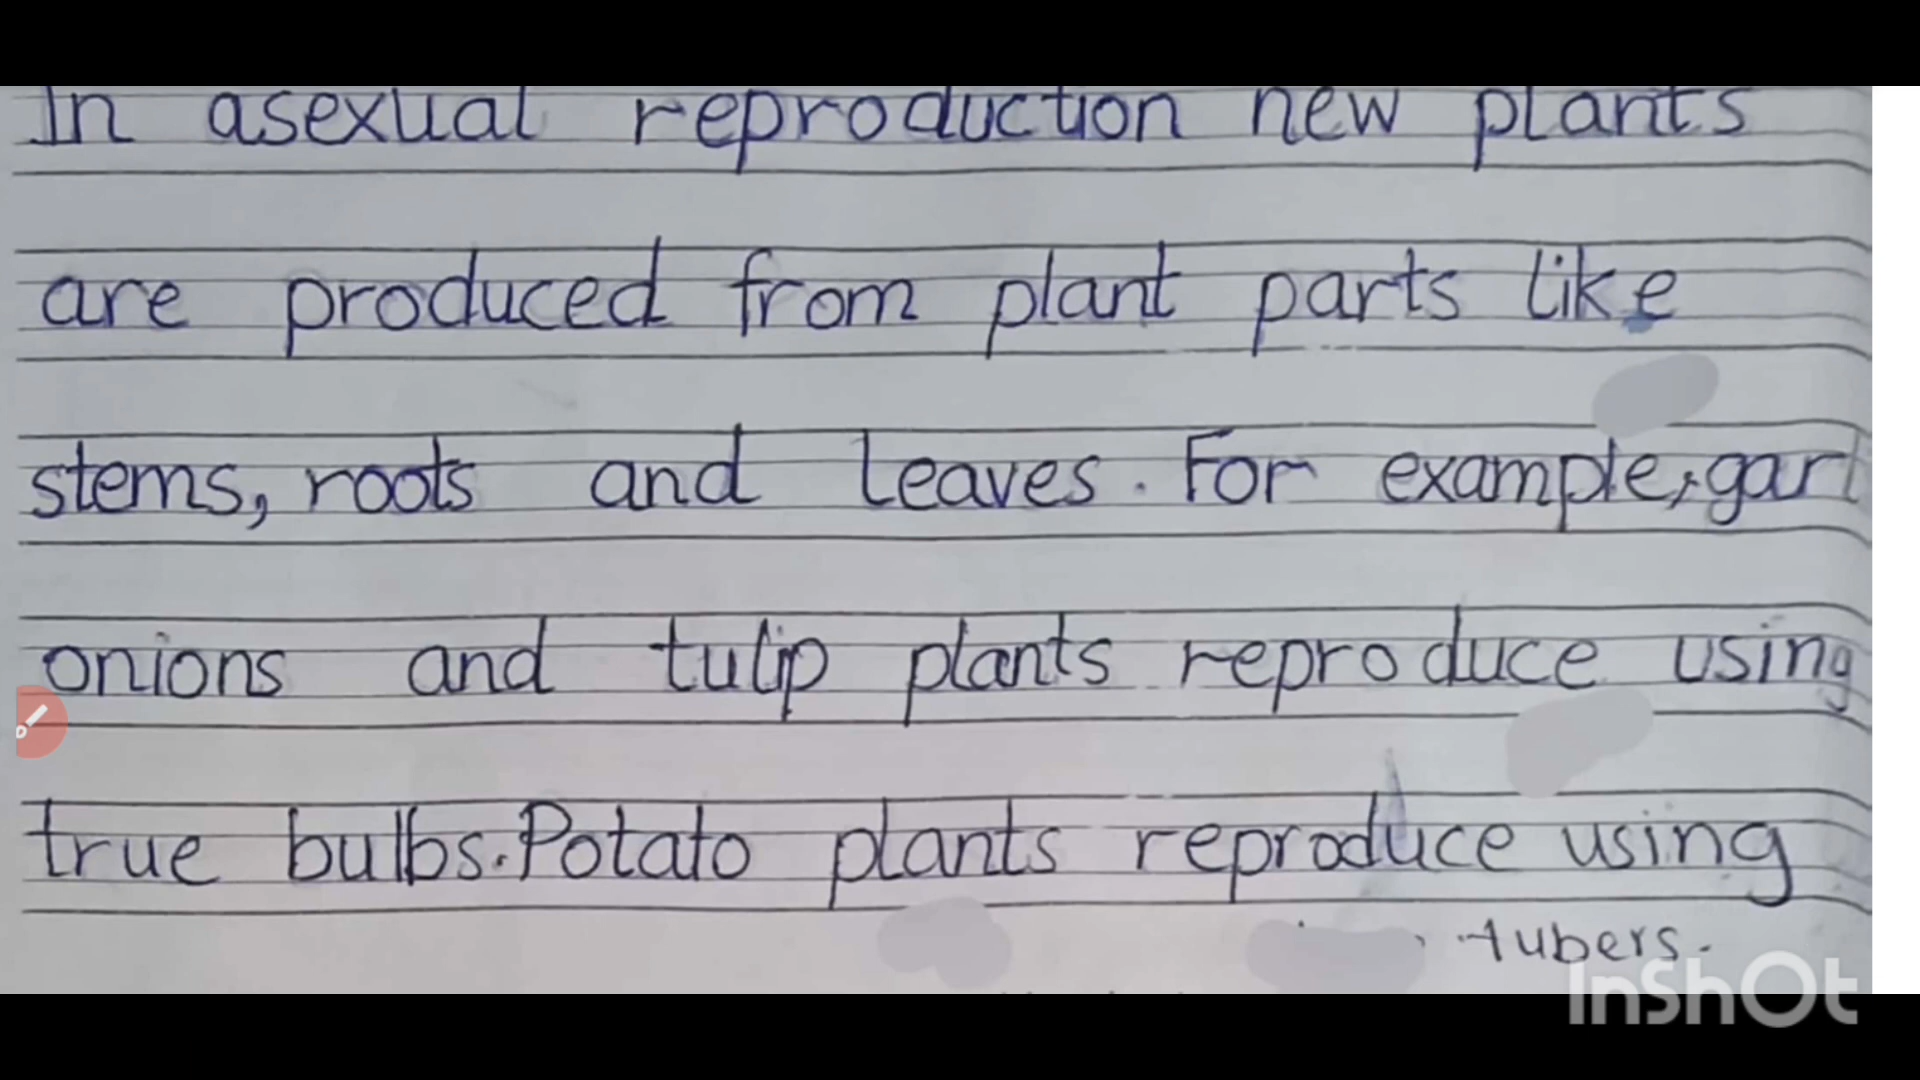 In asexual reproduction new plants
are produced from plant parts like
stems, roots and leaves. For example, garl
onions and tulip plants reproduce using
true bulbs. Potato plants reproduce using
tubers.
InShOt